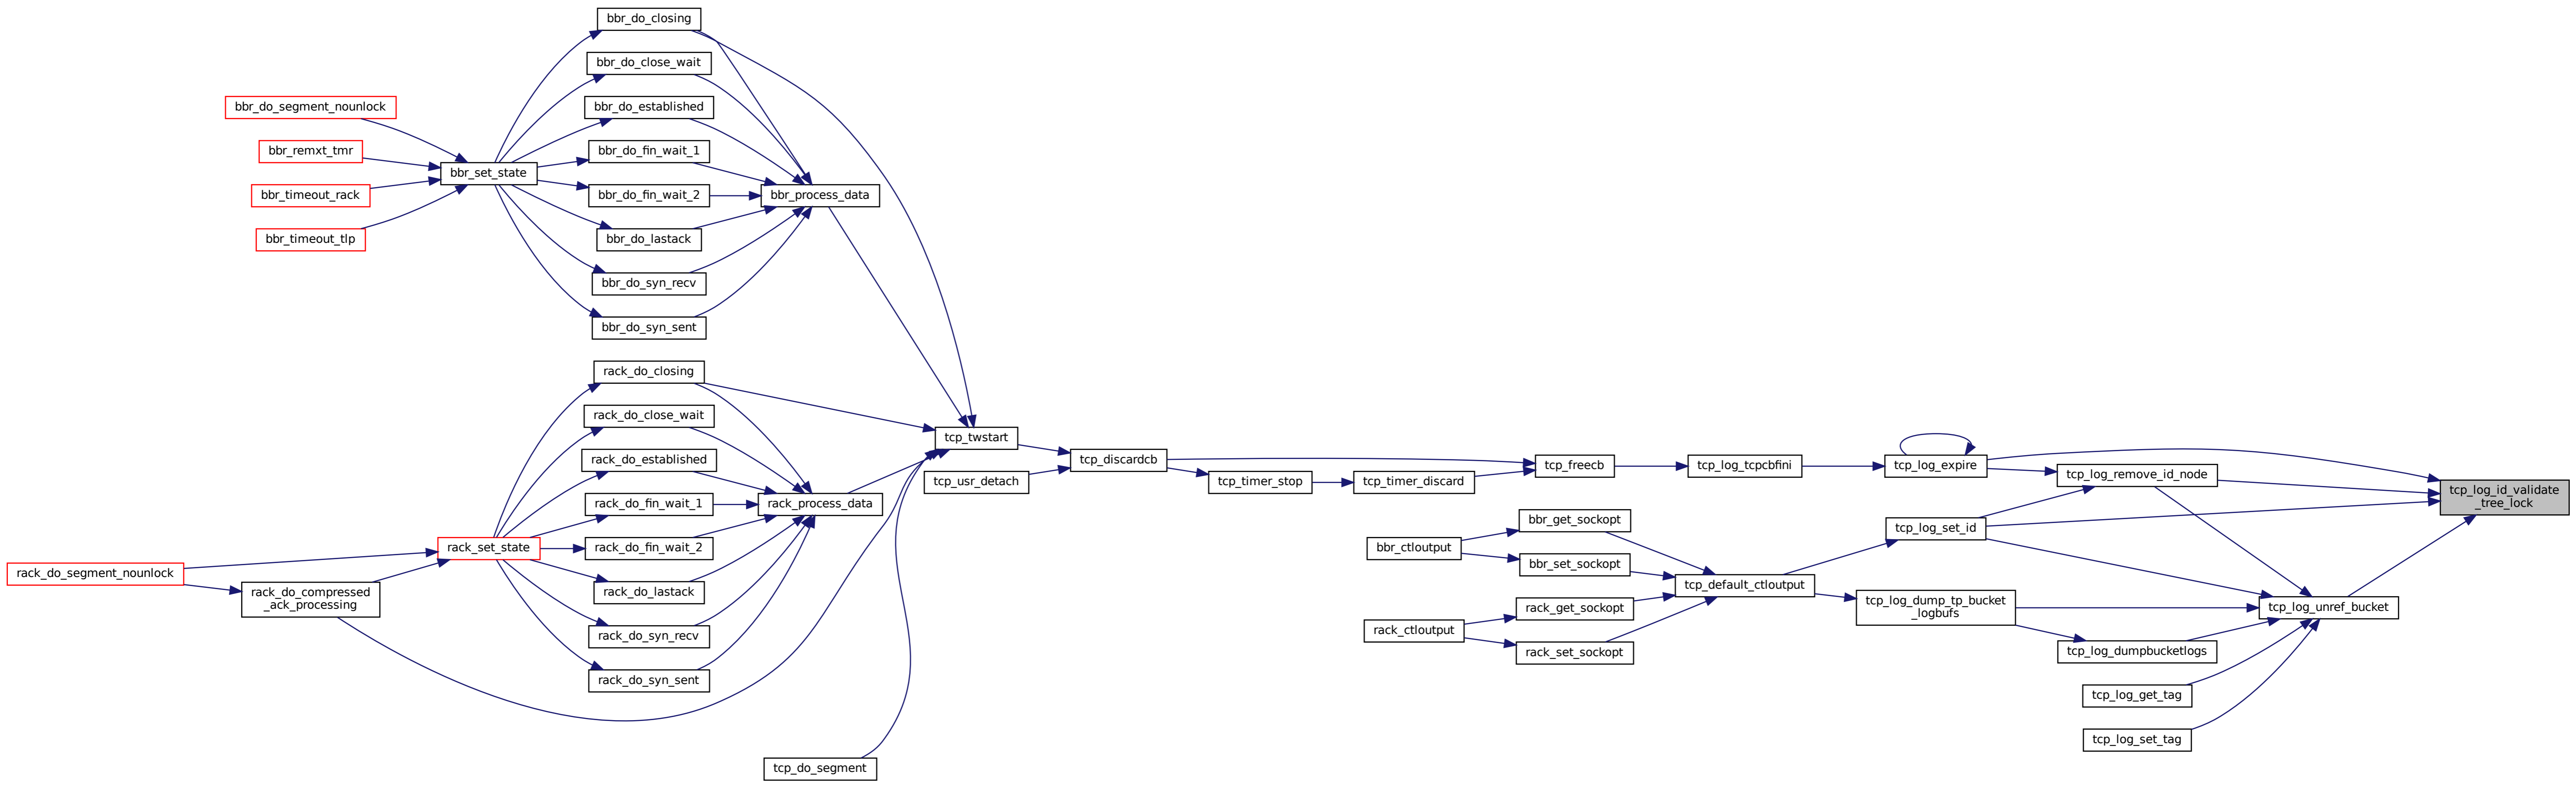 bbr_do_closing
bbr_do_close_wait
bbr_do_segment_nounlock
bbr_do_established
bbr_remxt_tmr
bbr_do_fin_wait_1
bbr_set_state
bbr_timeout_rack
bbr_do_fin_wait_2
bbr_process_data
bbr_timeout_tlp
bbr_do_lastack
bbr_do_syn_recv
bbr_do_syn_sent
rack_do_closing
rack_do_close_wait
tcp_twstart
rack_do_established
tcp_discardcb
tcp_freecb
tcp_log_tcpcbfini
tcp_log_expire
tcp_log_remove_id_node
tcp_usr_detach
tcp_timer_stop
tcp_timer_discard
tcp_log_id_validate
_tree_lock
rack_do_fin_wait_1
rack_process_data
bbr_get_sockopt
tcp_log_set_id
rack_set_state
rack_do_fin_wait_2
bbr_ctloutput
bbr_set_sockopt
rack_do_segment_nounlock
rack_do_compressed
_ack_processing
rack_do_lastack
tcp_default_ctloutput
rack_get_sockopt
tcp_log_dump_tp_bucket
_logbufs
tcp_log_unref_bucket
rack_do_syn_recv
rack_ctloutput
rack_set_sockopt
tcp_log_dumpbucketlogs
rack_do_syn_sent
tcp_log_get_tag
tcp_log_set_tag
tcp_do_segment